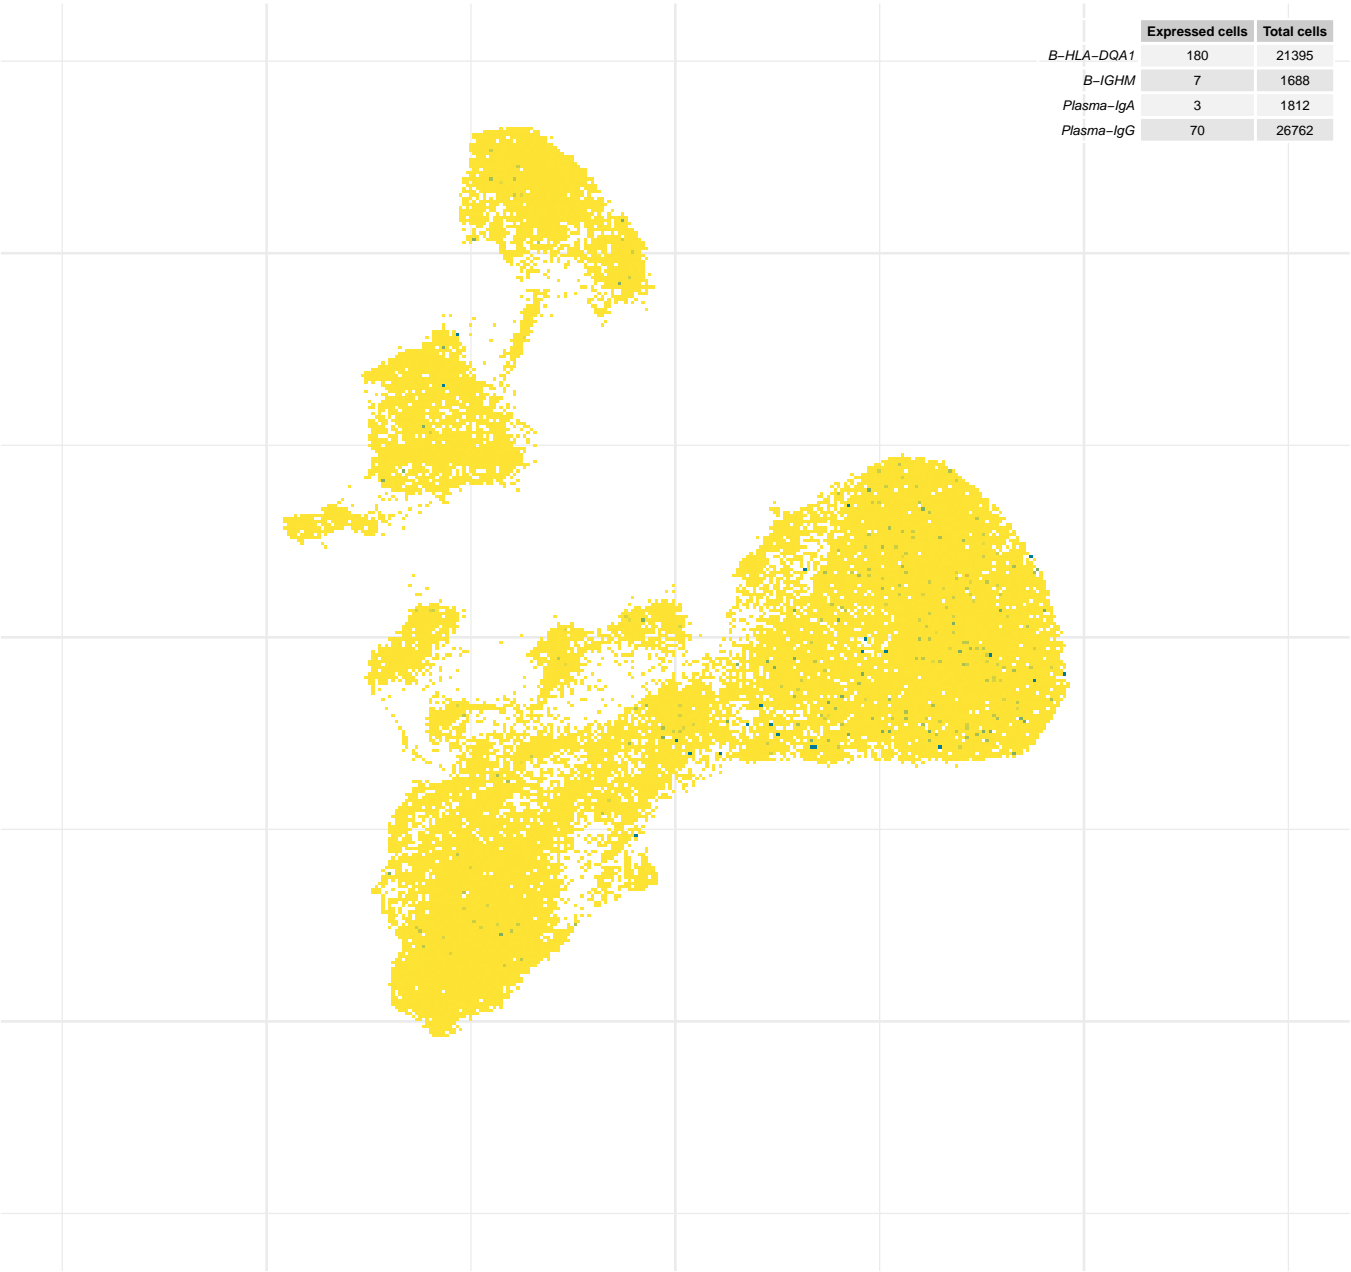 Expressed cells Total cells
B−HLA−DQA1 180 21395
B−IGHM 7 1688
Plasma−IgA 3 1812
Plasma−IgG 70 26762